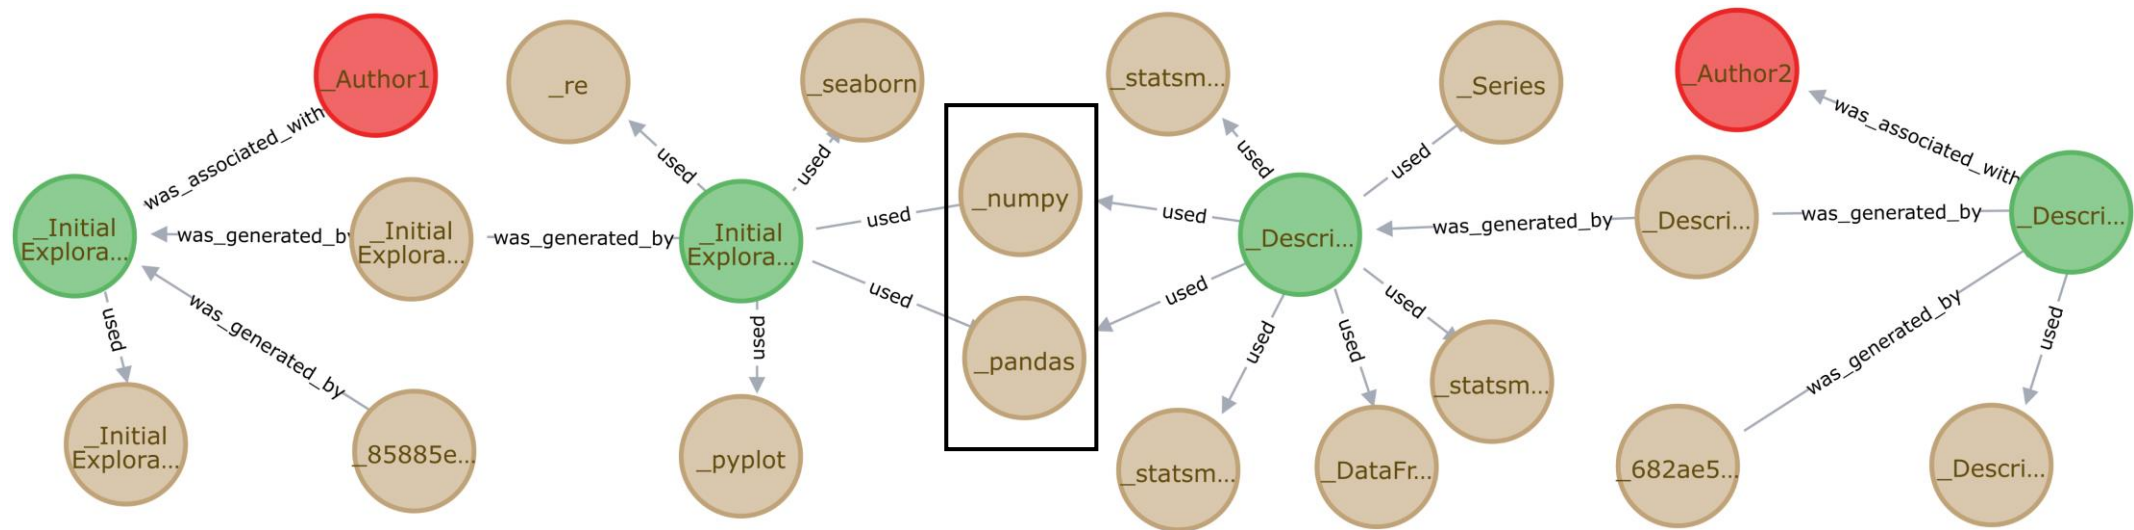 _Author1
_re
_seaborn
_statsm...
_Series
_Author2
was_associated_with
used
used
used
used
was_associated_with
_Initial
Explora...
was_generated_by
_Initial
Explora...
was_generated_by
_Initial
Explora...
used
_numpy
used
_Descri...
was_generated_by
_Descri...
was_generated_by
_Descri...
used
was_generated_by
used
used
_pandas
used
used
used
used
_statsm...
was_generated_by
used
_Initial
Explora...
_85885e...
_pyplot
_statsm...
_DataFr...
_682ae5...
_Descri...